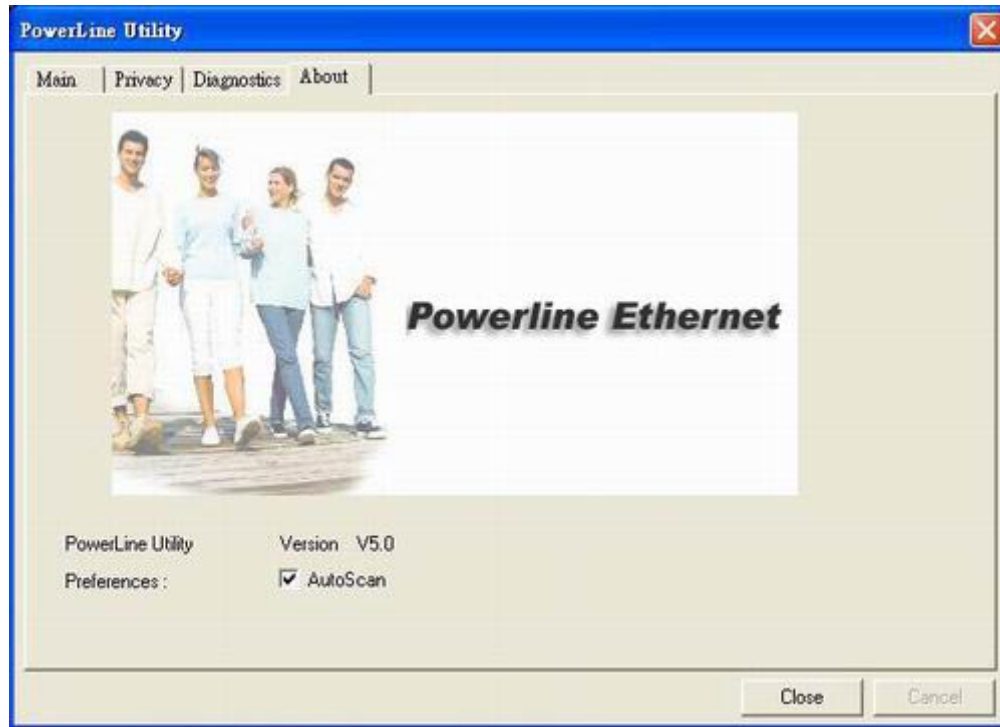 PowerLine Utility
Main Privacy Diagnostics About
Powerline Ethernet
PowerLine Utility Version V5.0
Preferences : AutoScan
Close Cancel